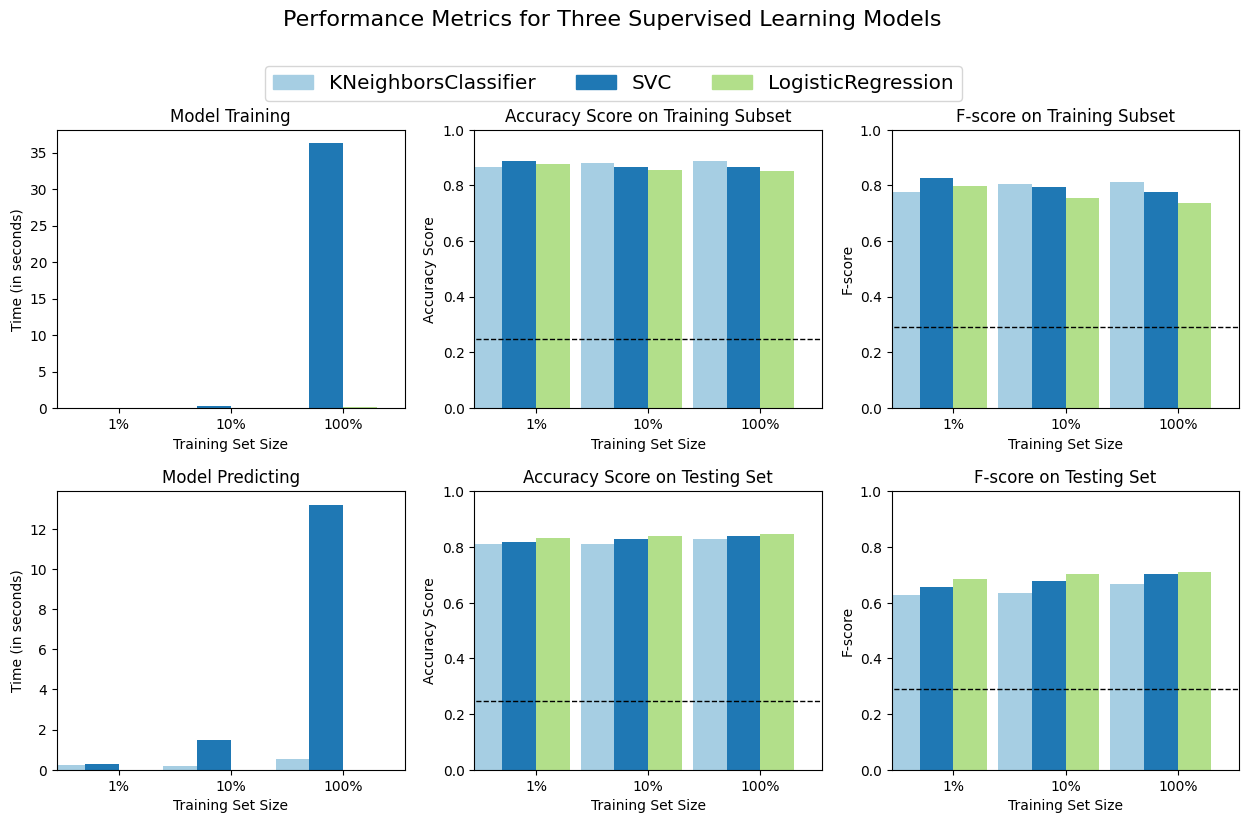 Performance Metrics for Three Supervised Learning Models
KNeighborsClassifier SVC LogisticRegression
Model Training
Time (in seconds)
35
30
25
20
15
10
5
0
1% 10% 100%
Training Set Size
Accuracy Score on Training Subset
Accuracy Score
1.0
0.8
0.6
0.4
0.2
0.0
1% 10% 100%
Training Set Size
F-score on Training Subset
F-score
1.0
0.8
0.6
0.4
0.2
0.0
1% 10% 100%
Training Set Size
Model Predicting
Time (in seconds)
12
10
8
6
4
2
0
1% 10% 100%
Training Set Size
Accuracy Score on Testing Set
Accuracy Score
1.0
0.8
0.6
0.4
0.2
0.0
1% 10% 100%
Training Set Size
F-score on Testing Set
F-score
1.0
0.8
0.6
0.4
0.2
0.0
1% 10% 100%
Training Set Size